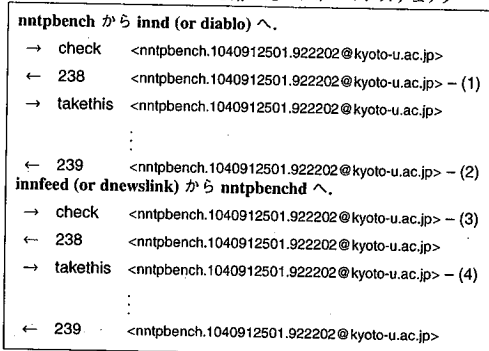 nntpbench から innd (or diablo) へ.
→ check <nntpbench.1040912501.922202@kyoto-u.ac.jp>
← 238 <nntpbench.1040912501.922202@kyoto-u.ac.jp> – (1)
→ takethis <nntpbench.1040912501.922202@kyoto-u.ac.jp>
⋮
← 239 <nntpbench.1040912501.922202@kyoto-u.ac.jp> – (2)
innfeed (or dnewslink) から nntpbenchd へ.
→ check <nntpbench.1040912501.922202@kyoto-u.ac.jp> – (3)
← 238 <nntpbench.1040912501.922202@kyoto-u.ac.jp>
→ takethis <nntpbench.1040912501.922202@kyoto-u.ac.jp> – (4)
⋮
← 239 <nntpbench.1040912501.922202@kyoto-u.ac.jp>